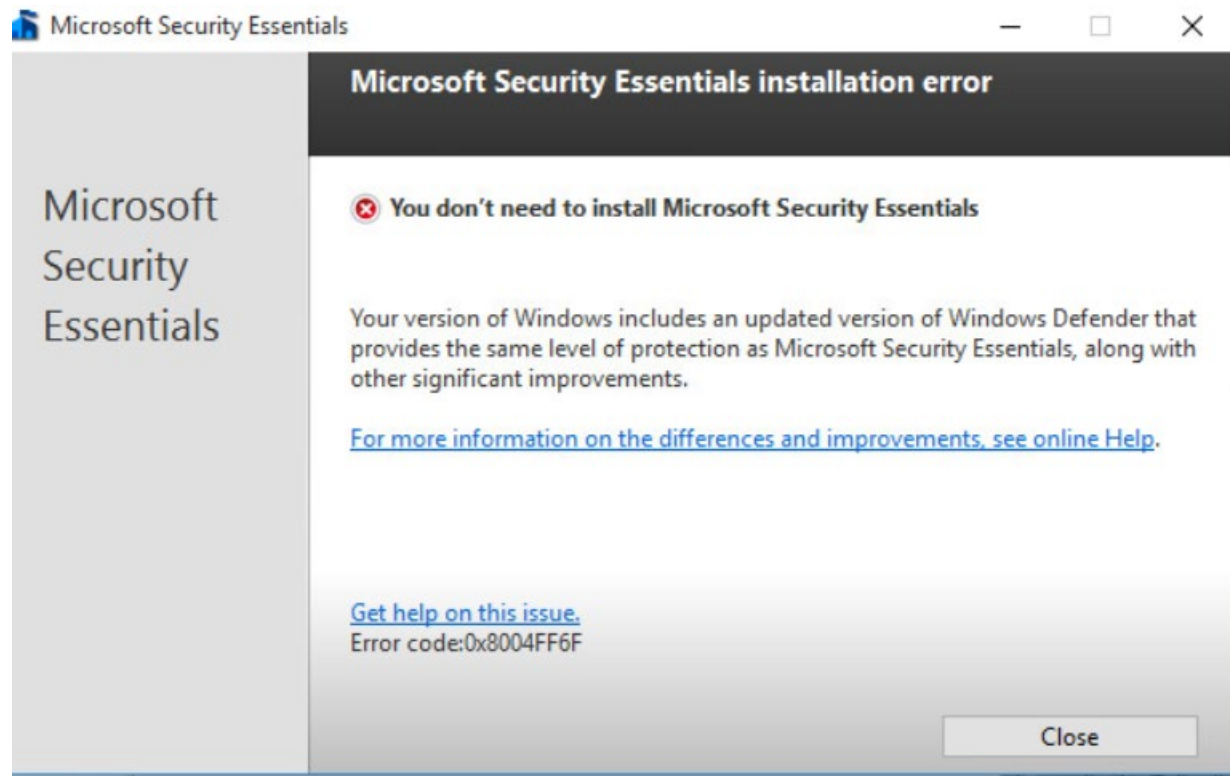 Microsoft Security Essentials
Microsoft Security Essentials installation error
Microsoft
Security
Essentials
You don't need to install Microsoft Security Essentials
Your version of Windows includes an updated version of Windows Defender that
provides the same level of protection as Microsoft Security Essentials, along with
other significant improvements.
For more information on the differences and improvements, see online Help.
Get help on this issue.
Error code:0x8004FF6F
Close